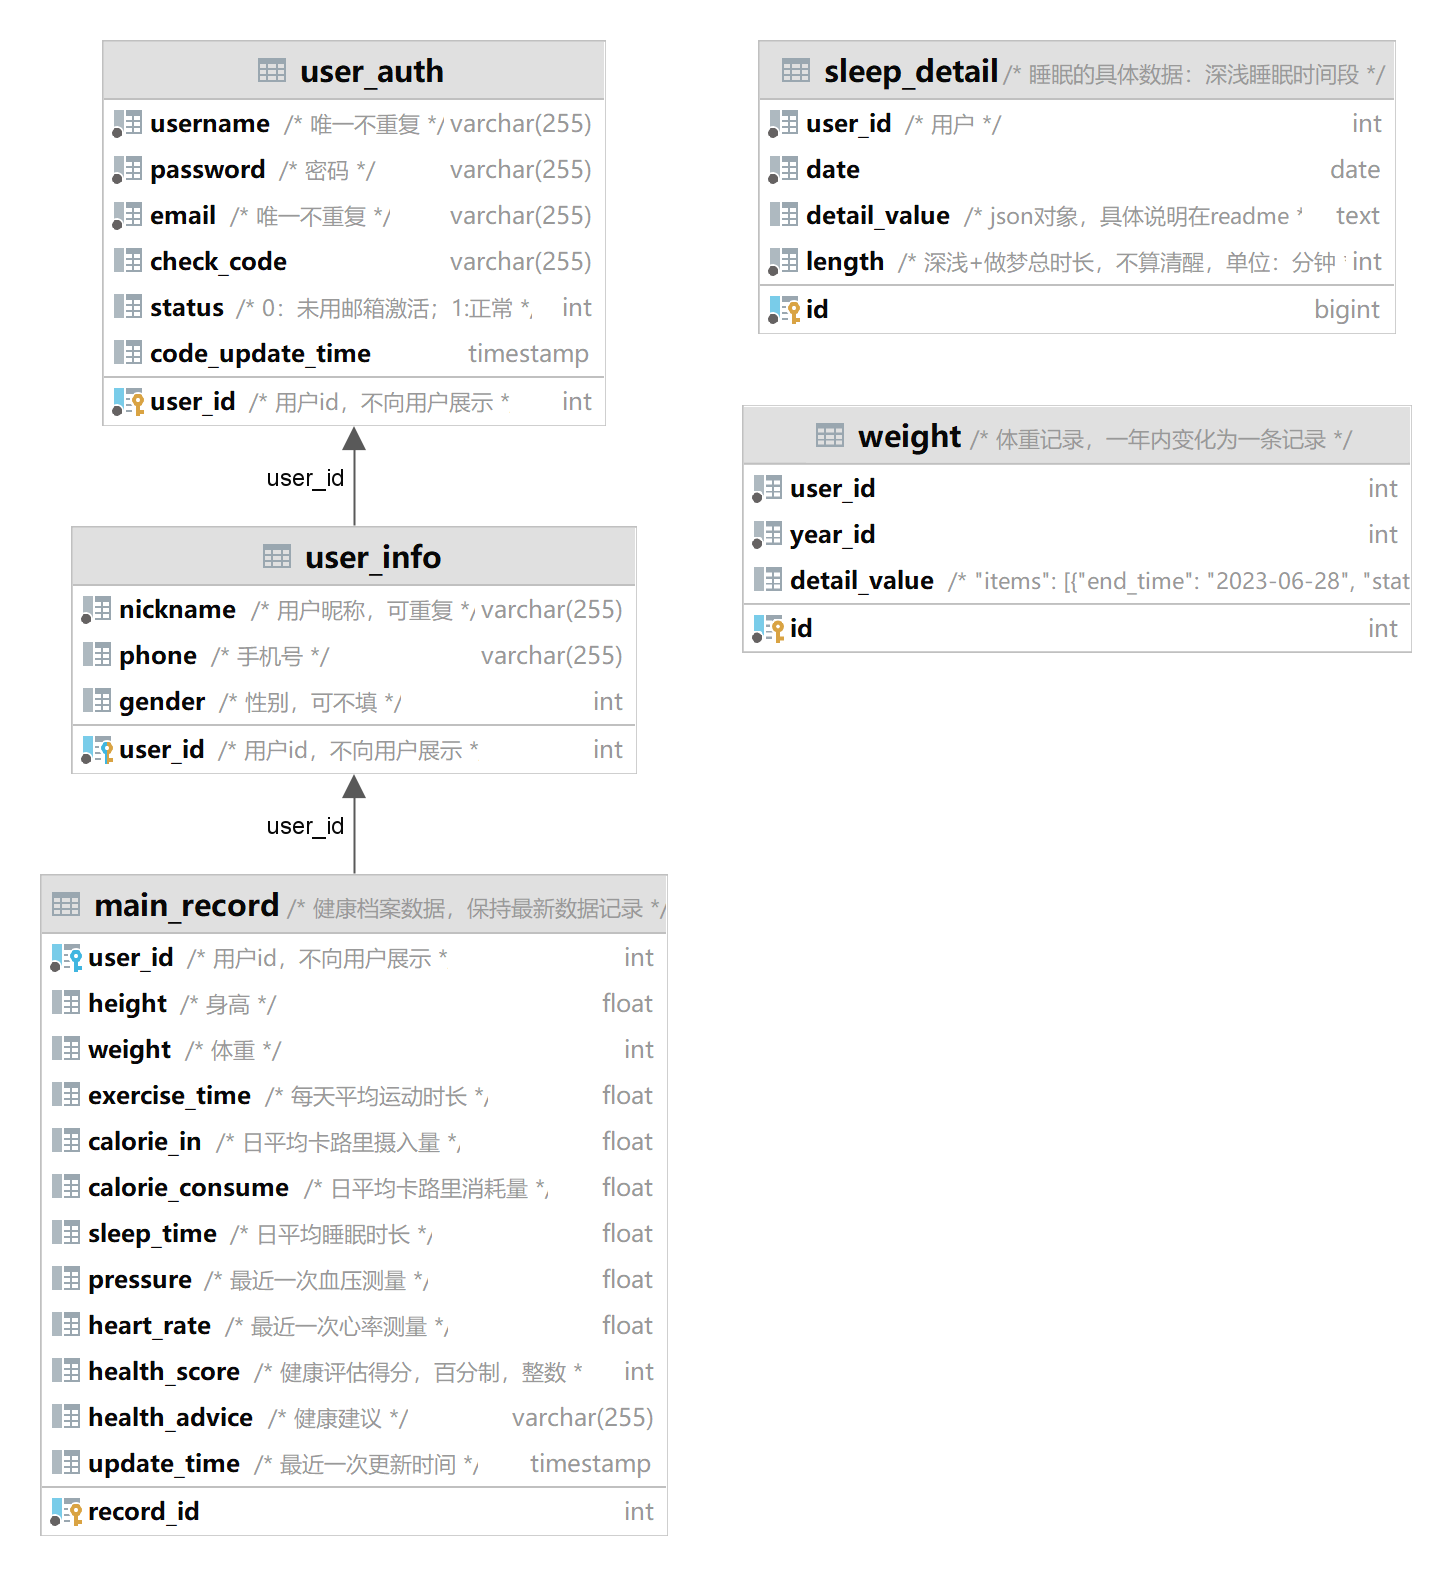 user_auth
username /* 唯一不重复 */ varchar(255)
password /* 密码 */ varchar(255)
email /* 唯一不重复 */ varchar(255)
check_code varchar(255)
status /* 0：未用邮箱激活；1:正常 */ int
code_update_time timestamp
user_id /* 用户id，不向用户展示 * int
user_id
user_info
nickname /* 用户昵称，可重复 */ varchar(255)
phone /* 手机号 */ varchar(255)
gender /* 性别，可不填 */ int
user_id /* 用户id，不向用户展示 * int
user_id
main_record /* 健康档案数据，保持最新数据记录 */
user_id /* 用户id，不向用户展示 * int
height /* 身高 */ float
weight /* 体重 */ int
exercise_time /* 每天平均运动时长 */ float
calorie_in /* 日平均卡路里摄入量 */ float
calorie_consume /* 日平均卡路里消耗量 */ float
sleep_time /* 日平均睡眠时长 */ float
pressure /* 最近一次血压测量 */ float
heart_rate /* 最近一次心率测量 */ float
health_score /* 健康评估得分，百分制，整数 * int
health_advice /* 健康建议 */ varchar(255)
update_time /* 最近一次更新时间 */ timestamp
record_id int
sleep_detail /* 睡眠的具体数据：深浅睡眠时间段 */
user_id /* 用户 */ int
date date
detail_value /* json对象，具体说明在readme * text
length /* 深浅+做梦总时长，不算清醒，单位：分钟 * int
id bigint
weight /* 体重记录，一年内变化为一条记录 */
user_id int
year_id int
detail_value /* "items": [{"end_time": "2023-06-28", "stat
id int